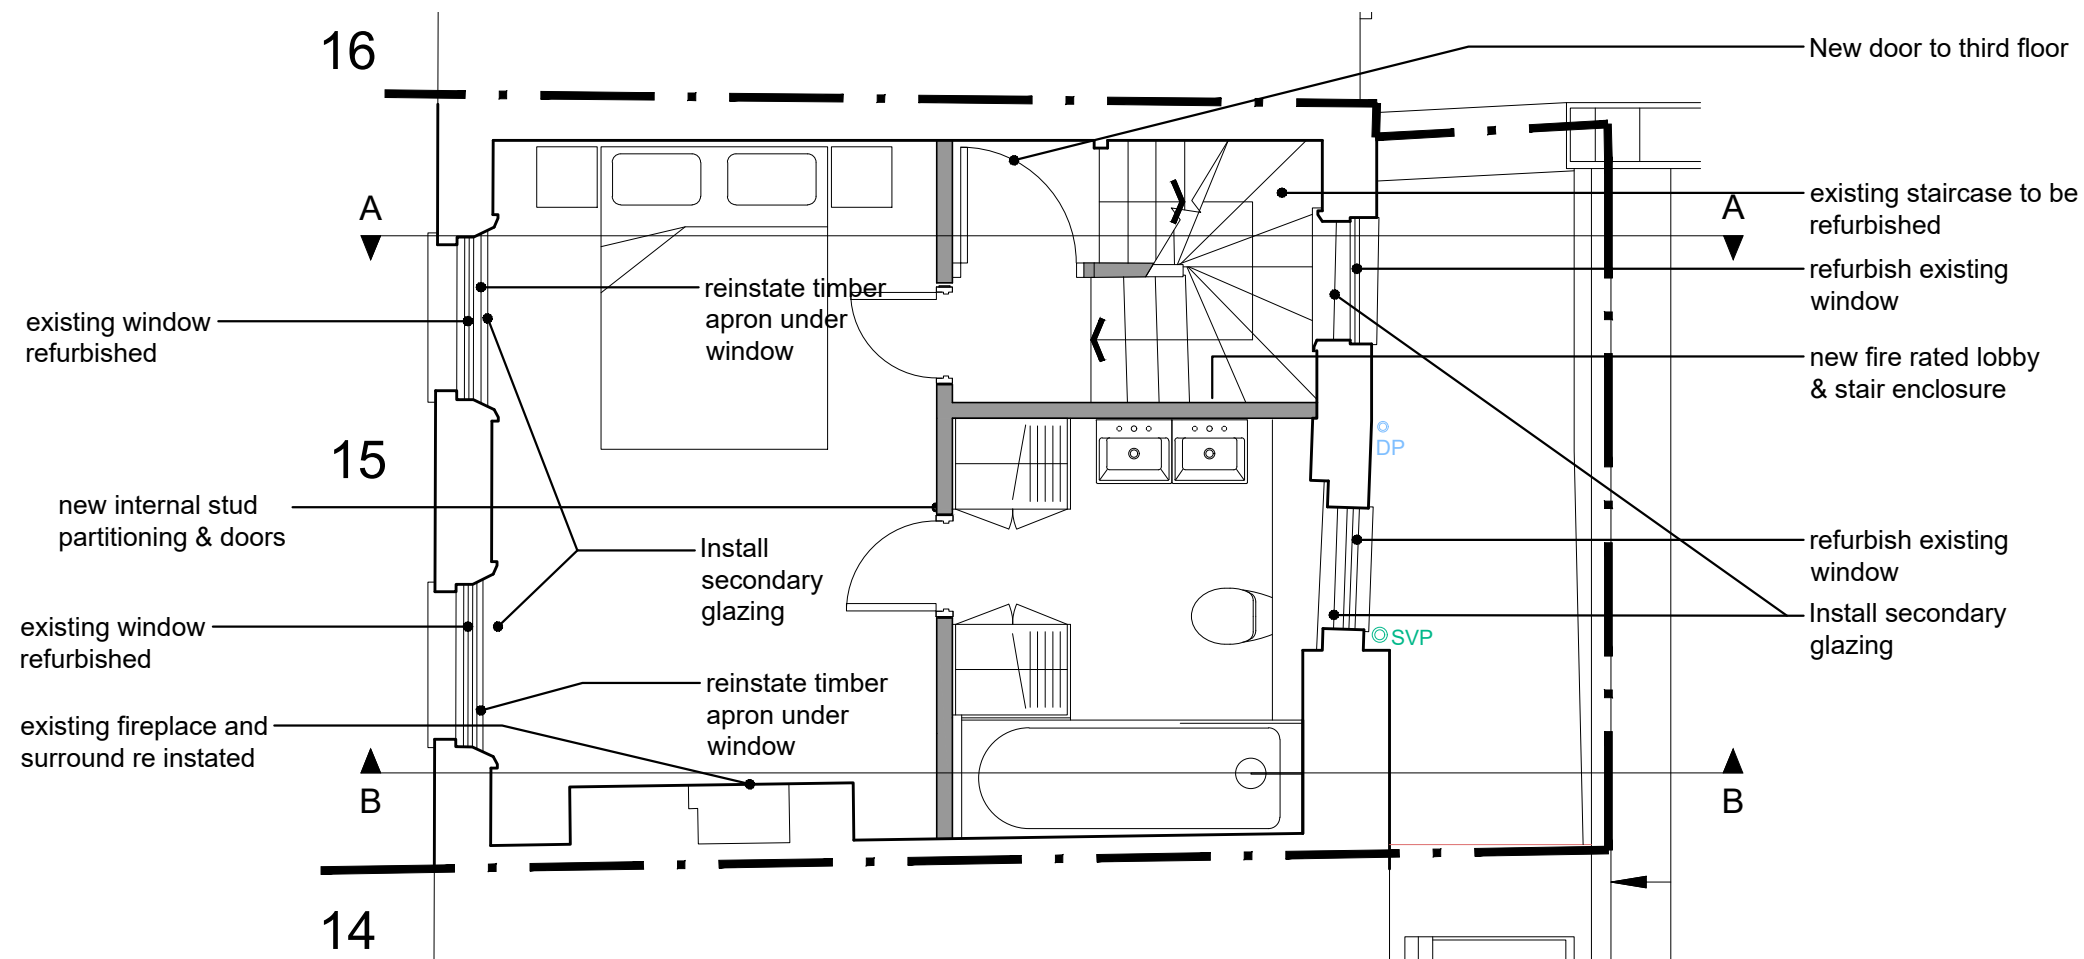 16
New door to third floor
A
A
existing staircase to be
refurbished
refurbish existing
window
reinstate timber
apron under
window
existing window
refurbished
new fire rated lobby
& stair enclosure
15
DP
new internal stud
partitioning & doors
Install
secondary
glazing
refurbish existing
window
Install secondary
glazing
SVP
existing window
refurbished
reinstate timber
apron under
window
existing fireplace and
surround re instated
B
B
14